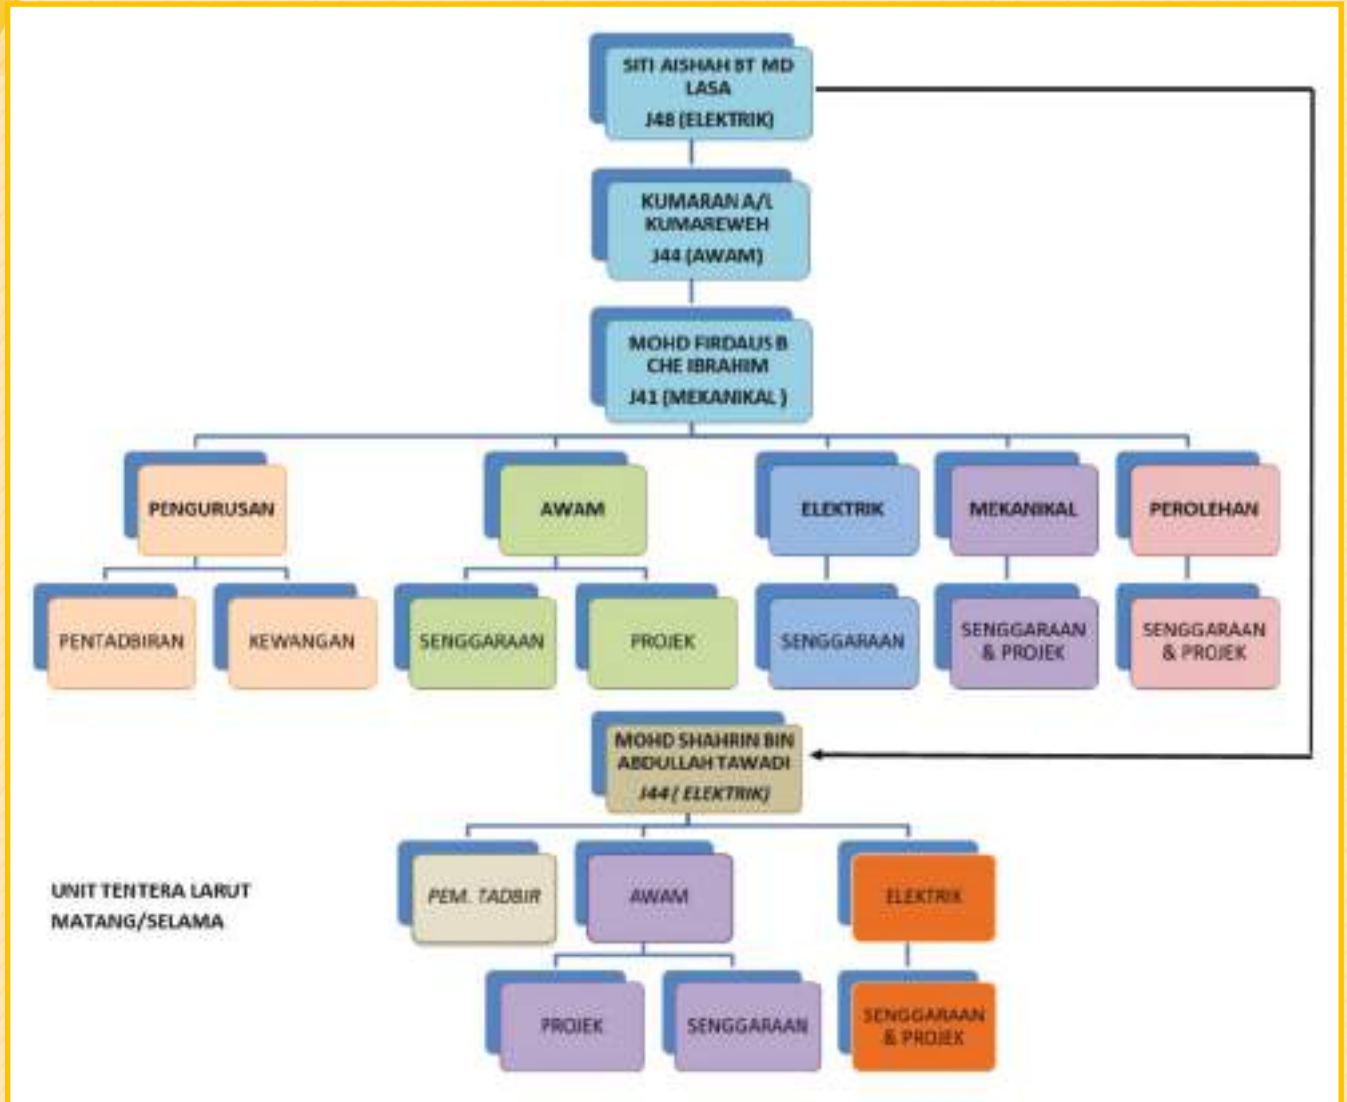 SITI AISHAH BT MD
LASA
J48 (ELEKTRIK)
KUMARAN A/L
KUMAREWEH
J44 (AWAM)
MOHD FIRDAUS B
CHE IBRAHIM
J41 (MEKANIKAL )
PENGURUSAN
AWAM
ELEKTRIK
MEKANIKAL
PEROLEHAN
PENTADBIRAN
KEWANGAN
SENGGARAAN
PROJEK
SENGGARAAN
SENGGARAAN
& PROJEK
SENGGARAAN
& PROJEK
MOHD SHAHRIN BIN
ABDULLAH TAWADI
J44 ( ELEKTRIK)
UNIT TENTERA LARUT
MATANG/SELAMA
PEM. TADBIR
AWAM
ELEKTRIK
PROJEK
SENGGARAAN
SENGGARAAN
& PROJEK